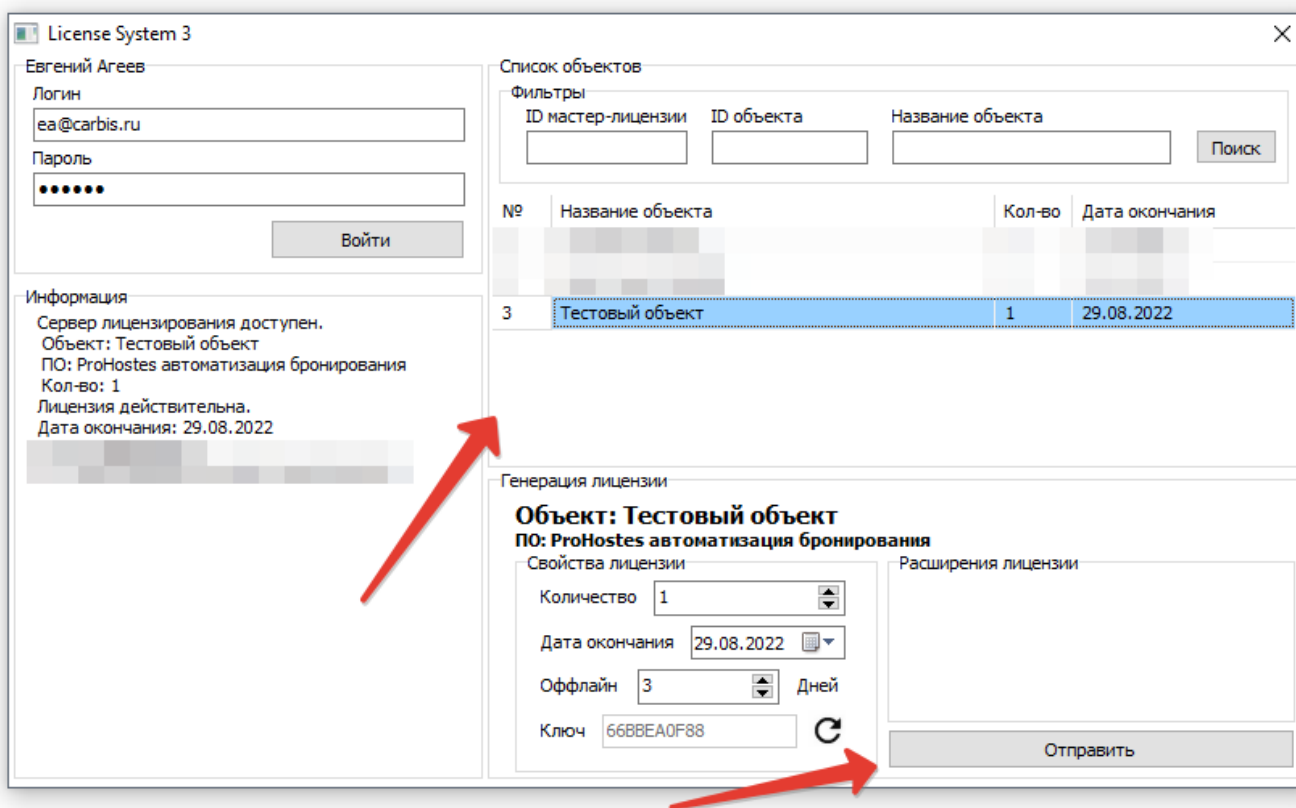 License System 3
Евгений Агеев
Логин
ea@carbis.ru
Пароль
••••••
Войти
Информация
Сервер лицензирования доступен.
Объект: Тестовый объект
ПО: ProHostes автоматизация бронирования
Кол-во: 1
Лицензия действительна.
Дата окончания: 29.08.2022
Список объектов
Фильтры
ID мастер-лицензии ID объекта Название объекта
Поиск
№ Название объекта Кол-во Дата окончания
3 Тестовый объект 1 29.08.2022
Генерация лицензии
Объект: Тестовый объект
ПО: ProHostes автоматизация бронирования
Свойства лицензии
Количество 1
Дата окончания 29.08.2022
Оффлайн 3 Дней
Ключ 66BBEA0F88
Расширения лицензии
Отправить